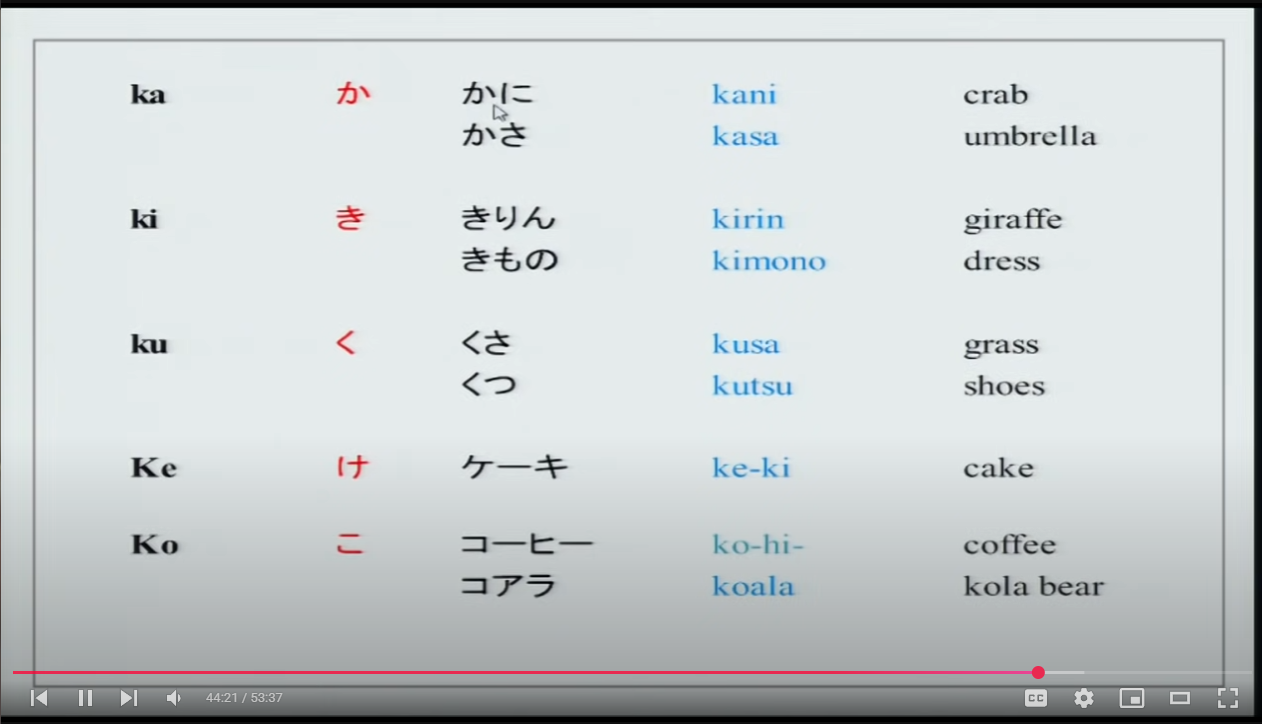 ka か かに kani crab
かさ kasa umbrella
ki き きりん kirin giraffe
きもの kimono dress
ku く くさ kusa grass
くつ kutsu shoes
Ke け ケーキ ke-ki cake
Ko こ コーヒー ko-hi- coffee
コアラ koala kola bear
44:21 / 53:37 CC